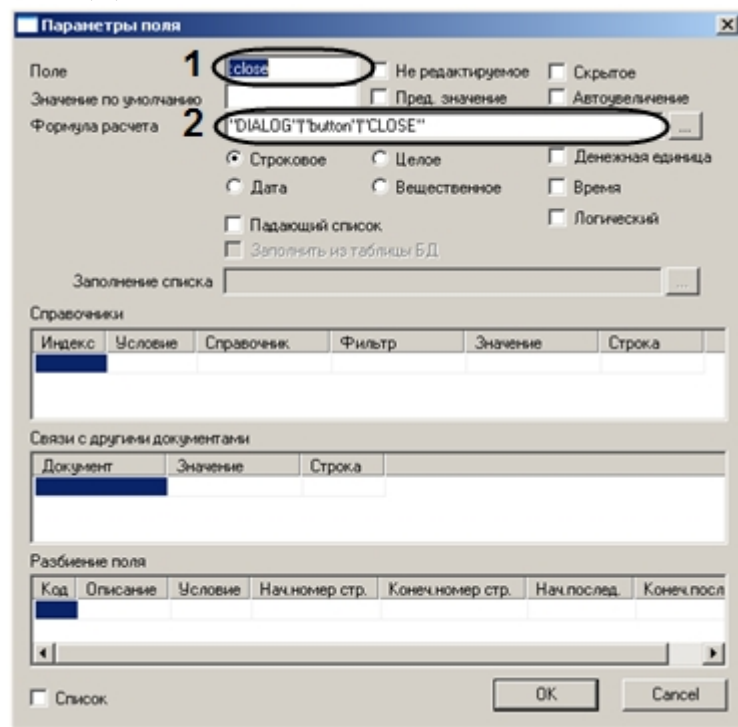 Параметры поля
Поле 1 :close Не редактируемое Скрытое
Значение по умолчанию Пред. значение Автоувеличение
Формула расчета 2 "DIALOG"|"button"|"CLOSE" ...
Строковое Целое Денежная единица
Дата Вещественное Время
Падающий список Логический
Заполнить из таблицы БД
Заполнение списка ...
Справочники
Индекс Условие Справочник Фильтр Значение Строка
Связи с другими документами
Документ Значение Строка
Разбиение поля
Код Описание Условие Нач.номер стр. Конеч.номер стр. Нач.послед. Конеч.посл
Список OK Cancel